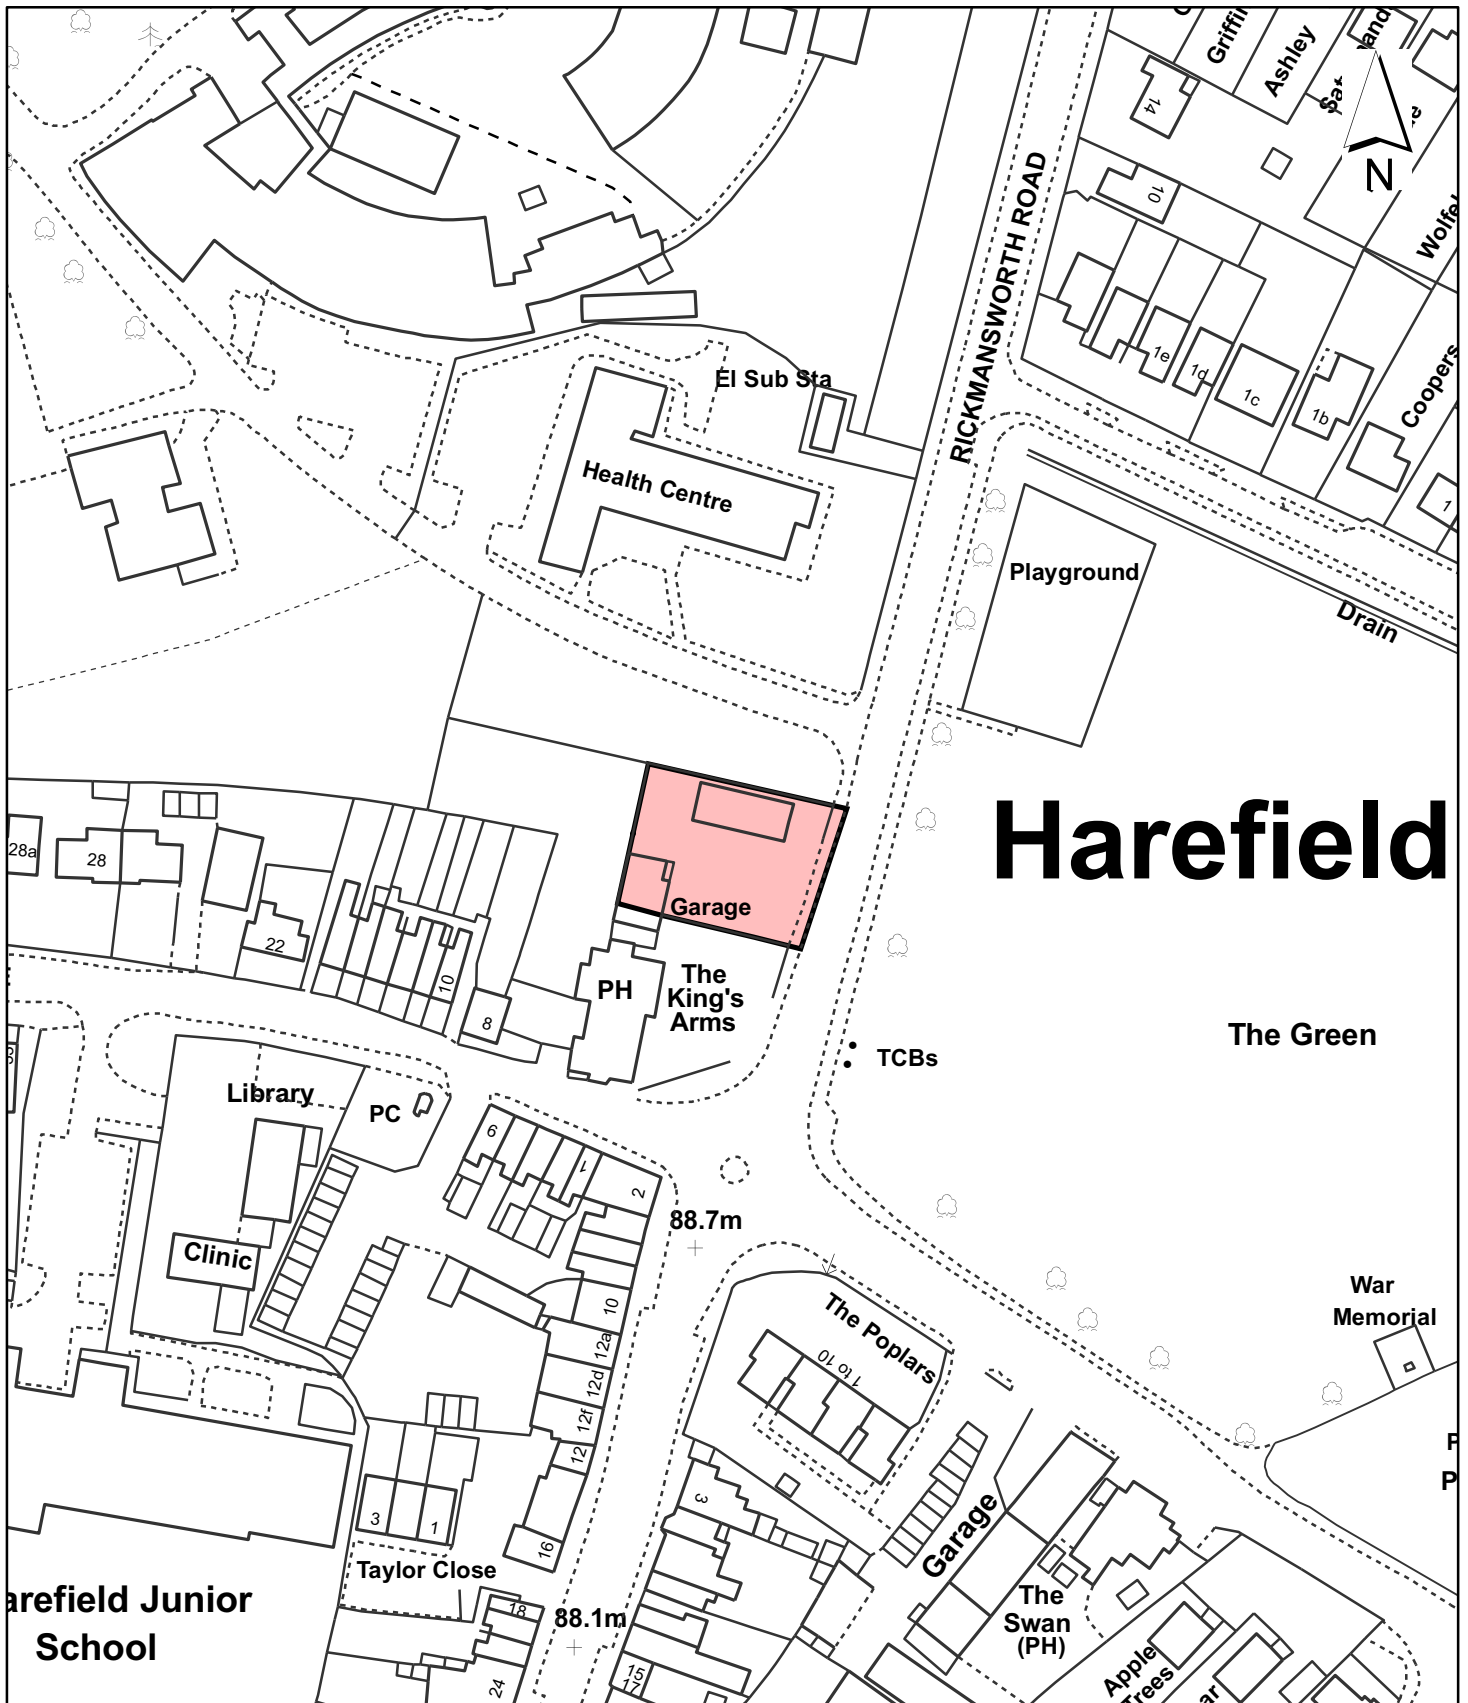 Griffin
Ashley
14
N
10
RICKMANSWORTH ROAD
Wolfe
1e
1d
1c
1b
Coopers
1
El Sub Sta
Health Centre
Playground
Drain
Harefield
28a
28
22
10
8
Garage
PH
The
King's
Arms
The Green
TCBs
Library
PC
6
1
2
88.7m
Clinic
10
12a
12d
12f
12
16
The Poplars
1 to 10
War
Memorial
P
P
3
Garage
3
1
Taylor Close
arefield Junior
School
18
88.1m
24
15
17
The
Swan
(PH)
Apple
Trees
ar